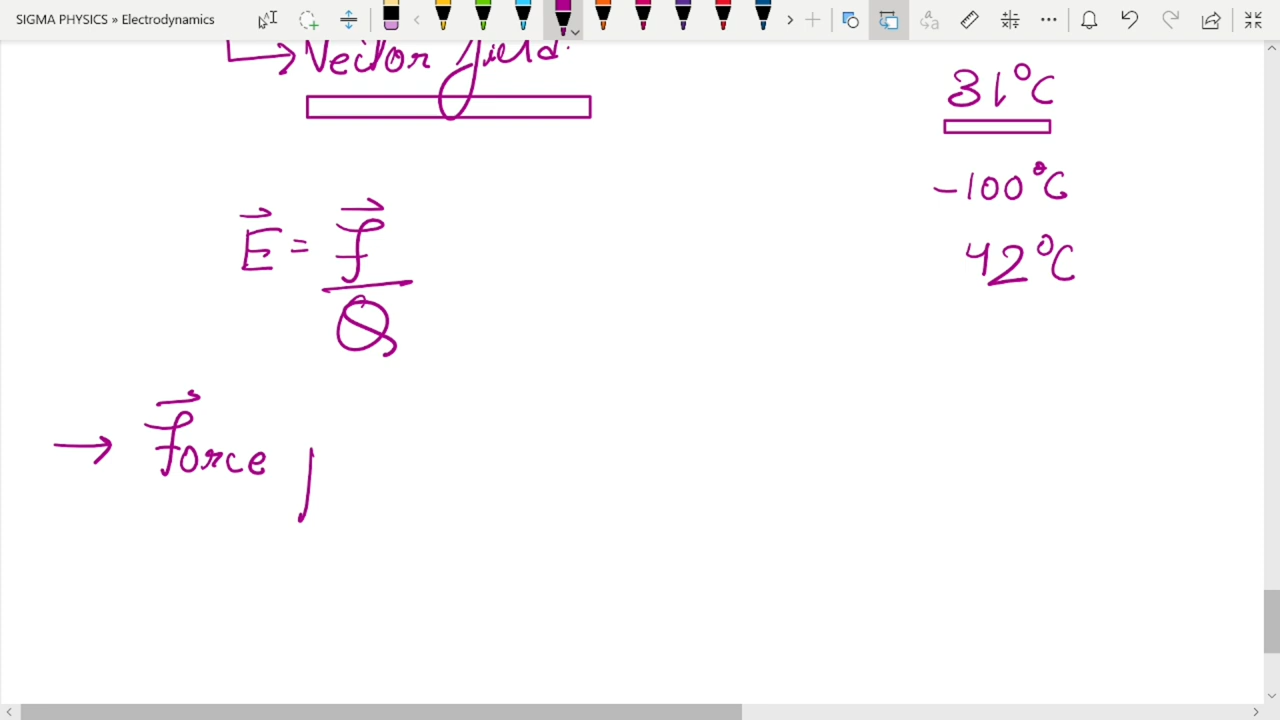 SIGMA PHYSICS » Electrodynamics
→ Vector field.
31°C
-100°C
42°C
E⃗ = f⃗
Q
→ f⃗orce